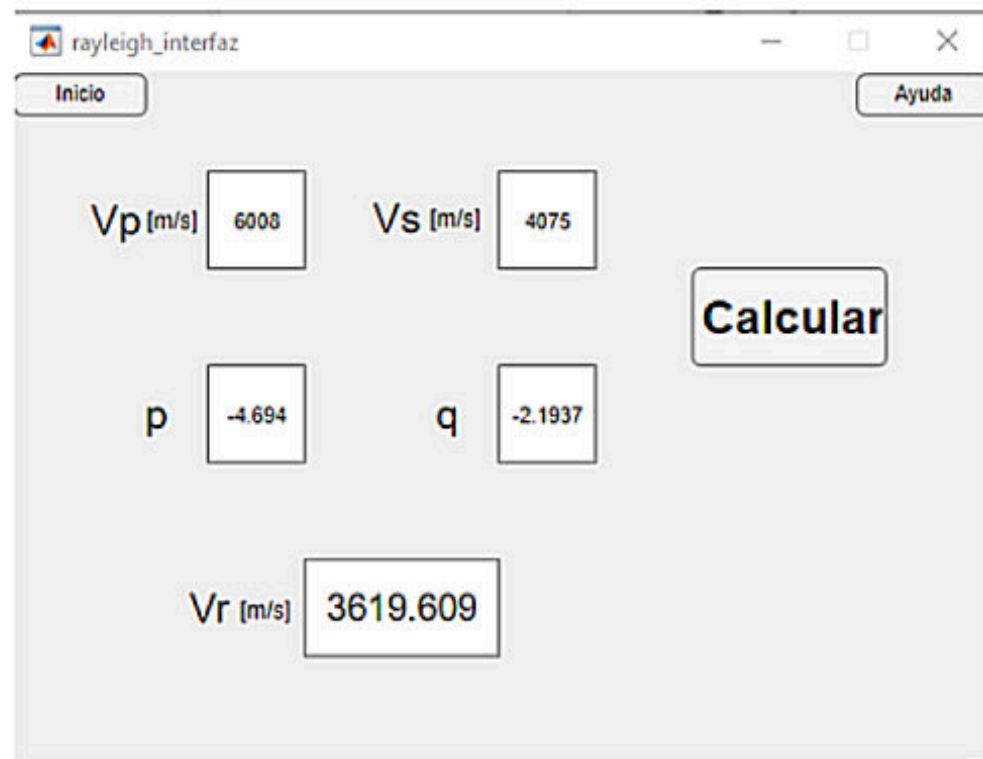 rayleigh_interfaz
Inicio Ayuda
Vp [m/s] 6008 Vs [m/s] 4075
Calcular
p -4.694 q -2.1937
Vr [m/s] 3619.609